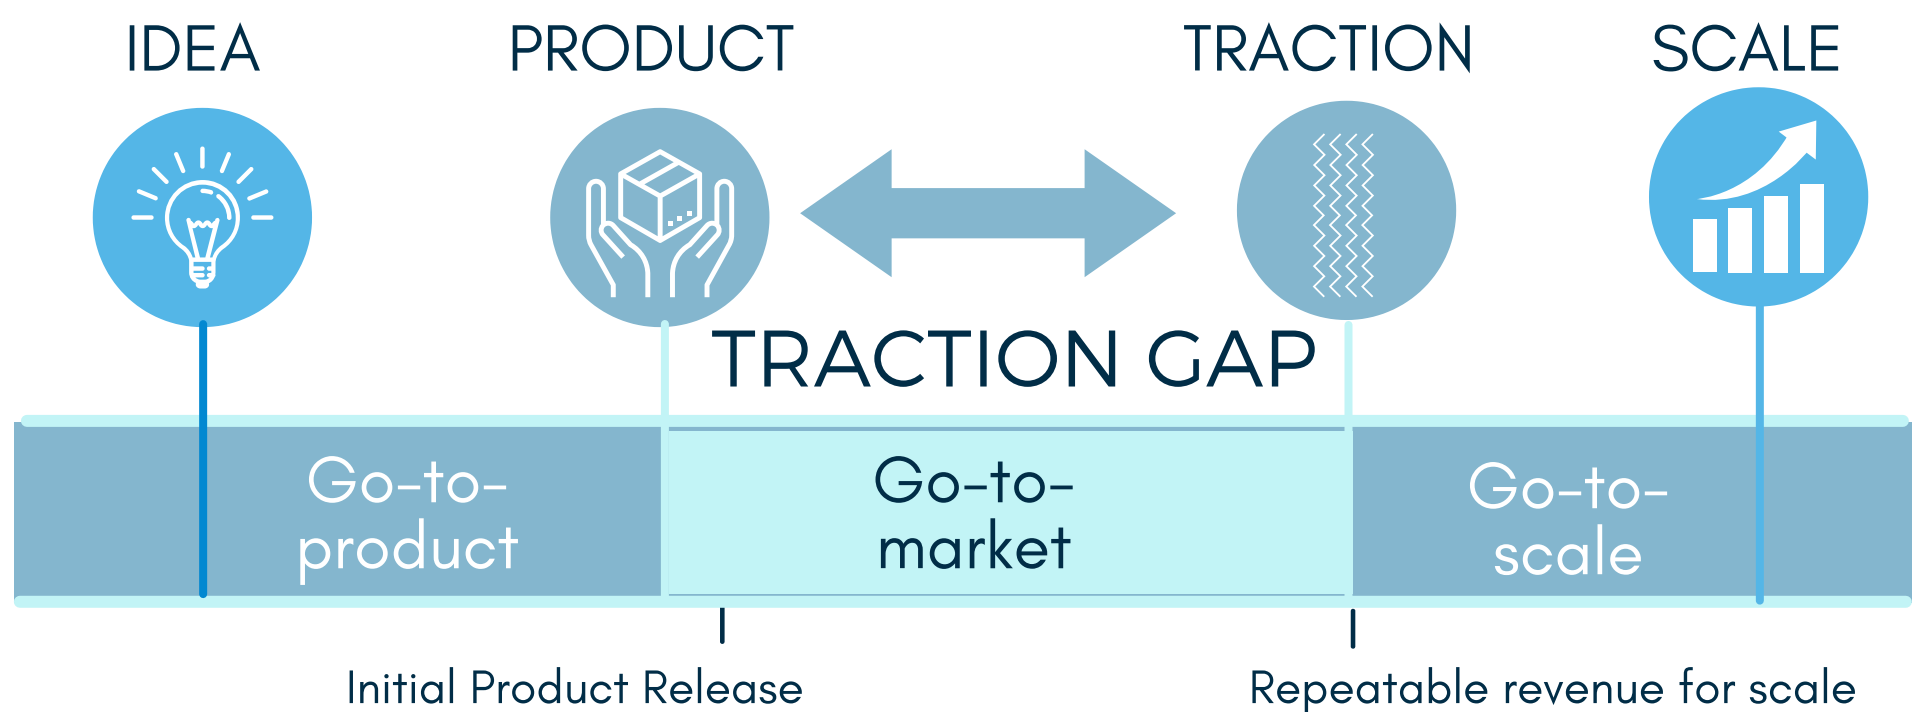 IDEA
PRODUCT
TRACTION
SCALE
TRACTION GAP
Go-to-
product
Go-to-
market
Go-to-
scale
Initial Product Release
Repeatable revenue for scale